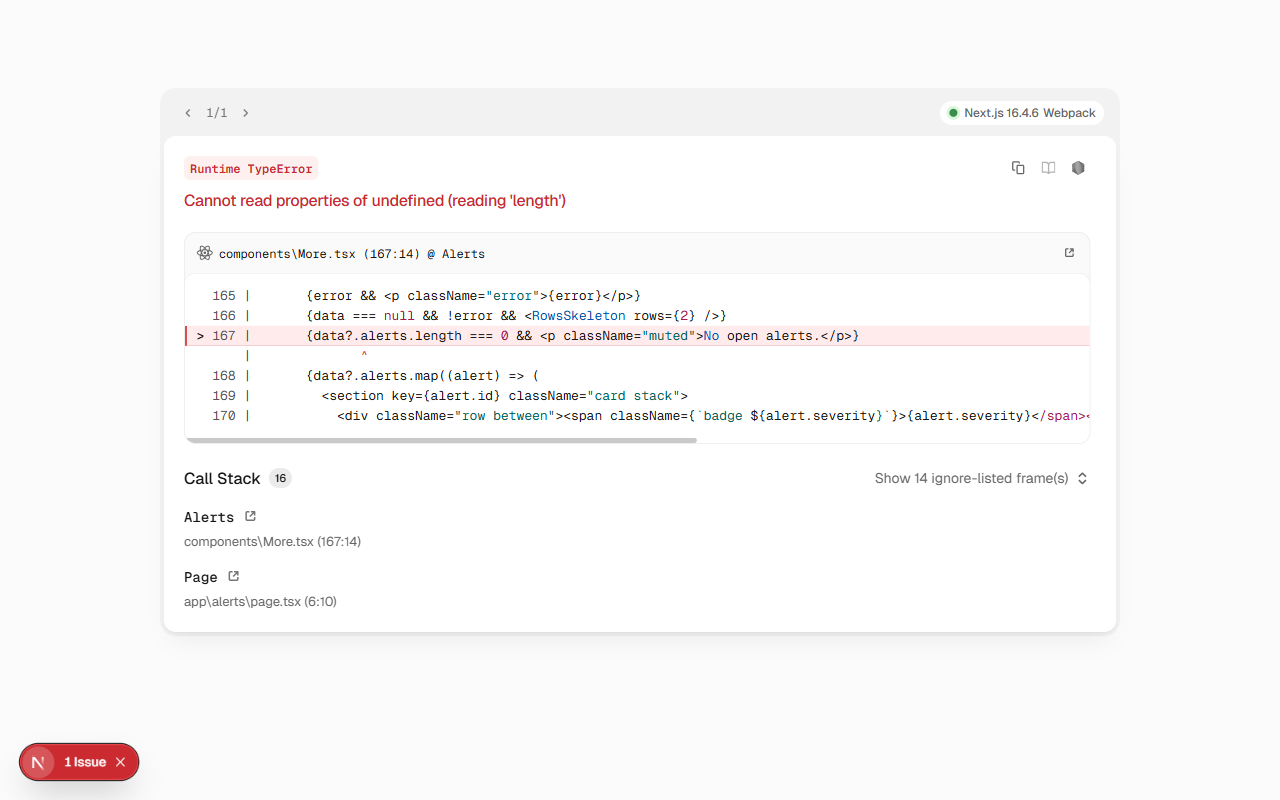 1/1
Next.js 16.4.6 Webpack
Runtime TypeError
Cannot read properties of undefined (reading 'length')
components\More.tsx (167:14) @ Alerts
165 |       {error && <p className="error">{error}</p>}
166 |       {data === null && !error && <RowsSkeleton rows={2} />}
> 167 |       {data?.alerts.length === 0 && <p className="muted">No open alerts.</p>}
|              ^
168 |       {data?.alerts.map((alert) => (
169 |         <section key={alert.id} className="card stack">
170 |           <div className="row between"><span className={`badge ${alert.severity}`}>{alert.severity}</span><
Call Stack 16
Show 14 ignore-listed frame(s)
Alerts
components\More.tsx (167:14)
Page
app\alerts\page.tsx (6:10)
N 1 Issue